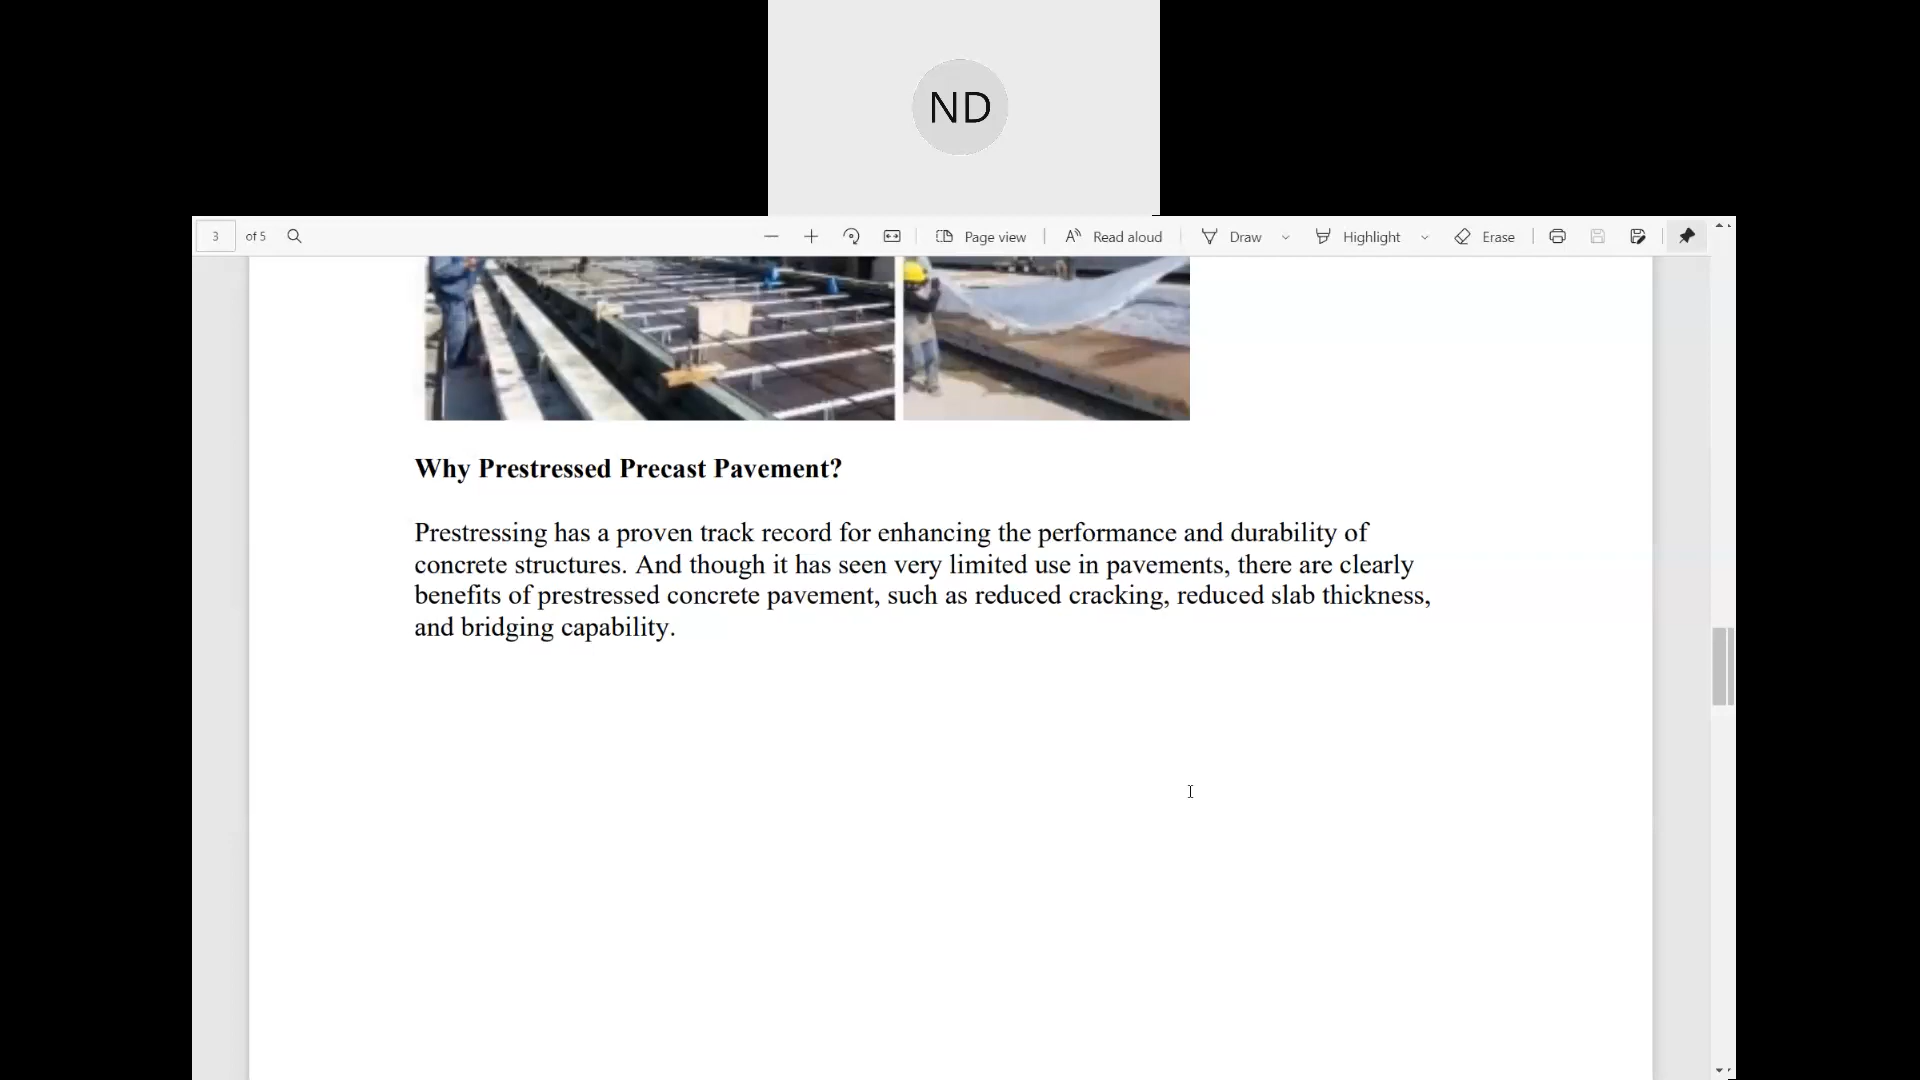 ND
3 of 5 Page view Read aloud Draw Highlight Erase
Why Prestressed Precast Pavement?
Prestressing has a proven track record for enhancing the performance and durability of
concrete structures. And though it has seen very limited use in pavements, there are clearly
benefits of prestressed concrete pavement, such as reduced cracking, reduced slab thickness,
and bridging capability.